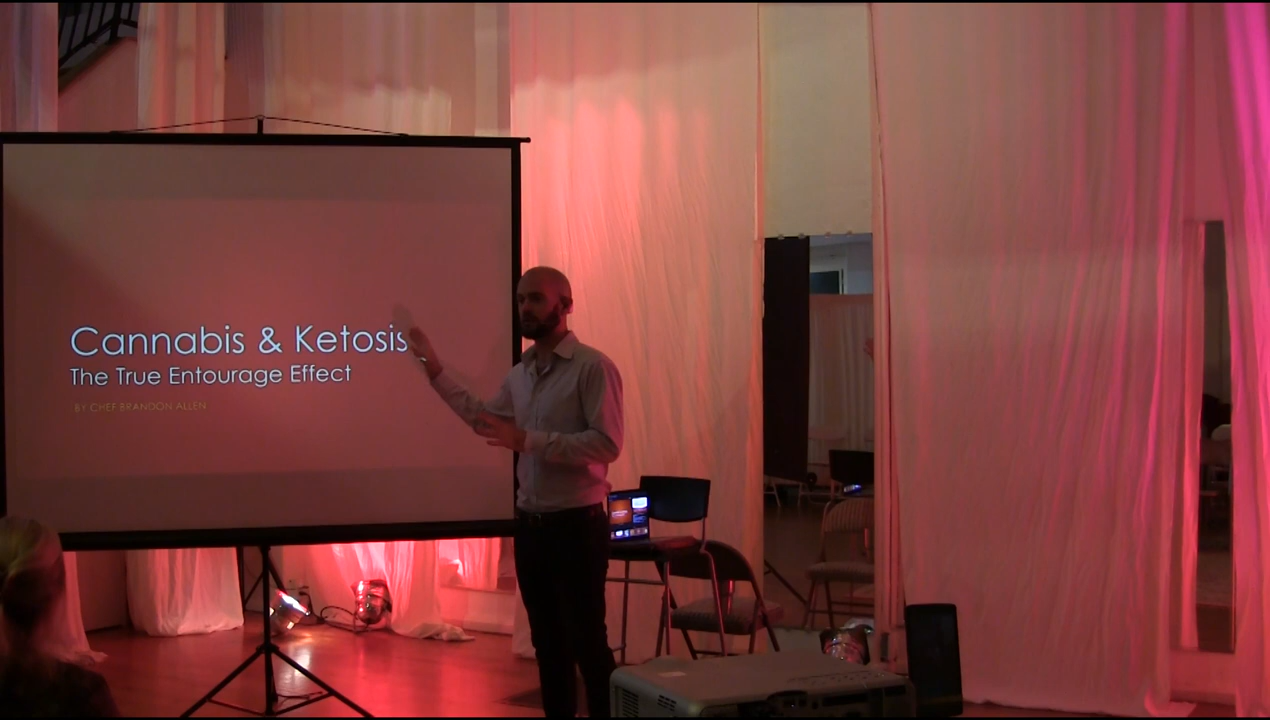 Cannabis & Ketosis
The True Entourage Effect
BY CHEF BRANDON ALLEN